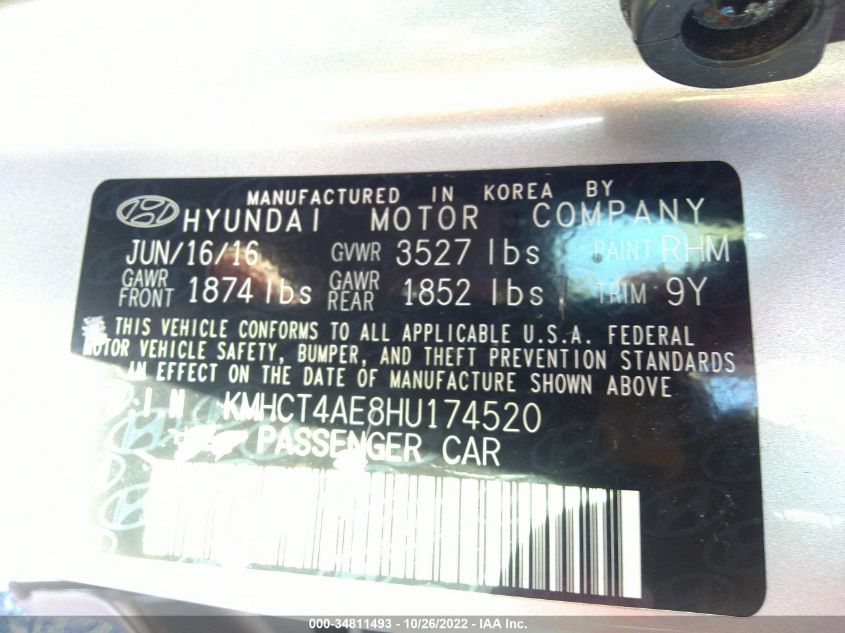 MANUFACTURED IN KOREA BY
HYUNDAI MOTOR COMPANY
JUN/16/16 GVWR 3527 lbs PAINT RHM
GAWR FRONT 1874 lbs GAWR REAR 1852 lbs TRIM 9Y
THIS VEHICLE CONFORMS TO ALL APPLICABLE U.S.A. FEDERAL
MOTOR VEHICLE SAFETY, BUMPER, AND THEFT PREVENTION STANDARDS
IN EFFECT ON THE DATE OF MANUFACTURE SHOWN ABOVE
KMHCT4AE8HU174520
PASSENGER CAR
000-34811493 - 10/26/2022 - IAA Inc.